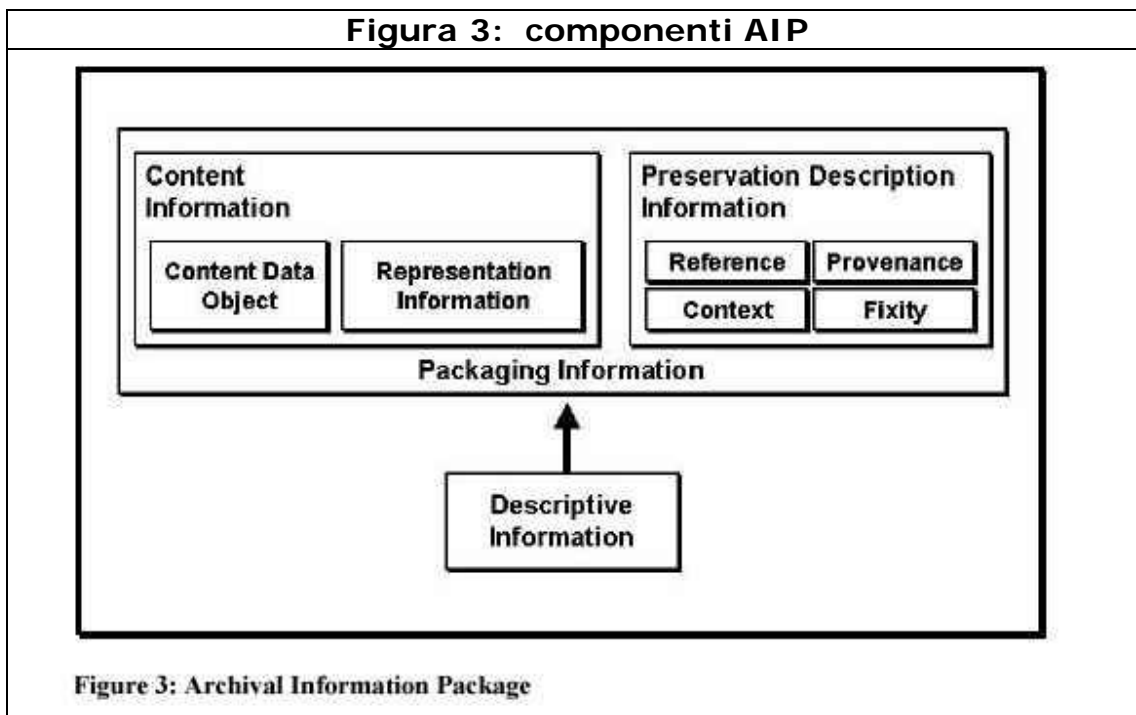 Figura 3: componenti AIP
Content
Information
Content Data
Object
Representation
Information
Preservation Description
Information
Reference
Provenance
Context
Fixity
Packaging Information
Descriptive
Information
Figure 3: Archival Information Package